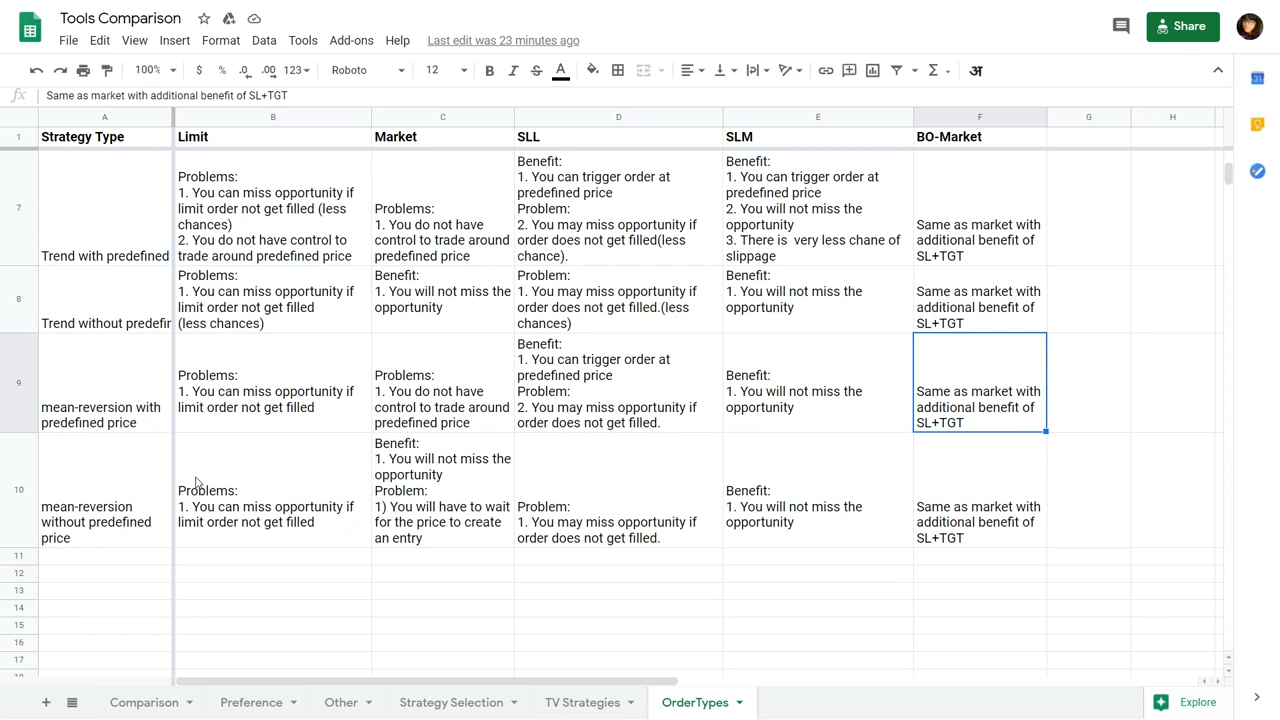 Tools Comparison
File Edit View Insert Format Data Tools Add-ons Help Last edit was 23 minutes ago
Share
100% $ % .0 .00 123 Roboto 12 B I S A अ
fx Same as market with additional benefit of SL+TGT
A B C D E F G H
1 Strategy Type Limit Market SLL SLM BO-Market
7
Trend with predefined
Problems:
1. You can miss opportunity if
limit order not get filled (less
chances)
2. You do not have control to
trade around predefined price
Problems:
1. You do not have
control to trade around
predefined price
Benefit:
1. You can trigger order at
predefined price
Problem:
2. You may miss opportunity if
order does not get filled(less
chance).
Benefit:
1. You can trigger order at
predefined price
2. You will not miss the
opportunity
3. There is very less chane of
slippage
Same as market with
additional benefit of
SL+TGT
8
Trend without predefir
Problems:
1. You can miss opportunity if
limit order not get filled
(less chances)
Benefit:
1. You will not miss the
opportunity
Problem:
1. You may miss opportunity if
order does not get filled.(less
chances)
Benefit:
1. You will not miss the
opportunity
Same as market with
additional benefit of
SL+TGT
9
mean-reversion with
predefined price
Problems:
1. You can miss opportunity if
limit order not get filled
Problems:
1. You do not have
control to trade around
predefined price
Benefit:
1. You can trigger order at
predefined price
Problem:
2. You may miss opportunity if
order does not get filled.
Benefit:
1. You will not miss the
opportunity
Same as market with
additional benefit of
SL+TGT
10
mean-reversion
without predefined
price
Problems:
1. You can miss opportunity if
limit order not get filled
Benefit:
1. You will not miss the
opportunity
Problem:
1) You will have to wait
for the price to create
an entry
Problem:
1. You may miss opportunity if
order does not get filled.
Benefit:
1. You will not miss the
opportunity
Same as market with
additional benefit of
SL+TGT
11
12
13
14
15
16
17
Comparison Preference Other Strategy Selection TV Strategies OrderTypes Explore